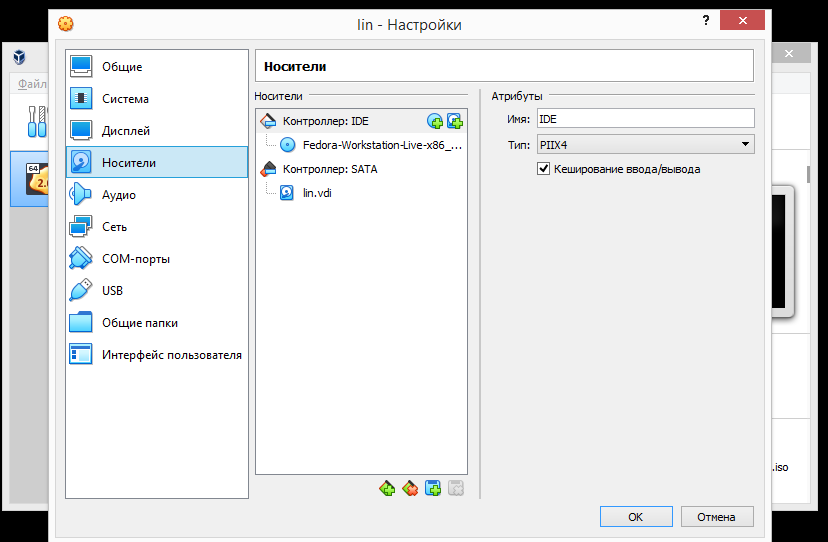 lin - Настройки
?
Файл
64
2.6
Общие
Система
Дисплей
Носители
Аудио
Сеть
COM-порты
USB
Общие папки
Интерфейс пользователя
Носители
Носители
Контроллер: IDE
Fedora-Workstation-Live-x86_...
Контроллер: SATA
lin.vdi
Атрибуты
Имя: IDE
Тип: PIIX4
Кеширование ввода/вывода
.iso
OK
Отмена